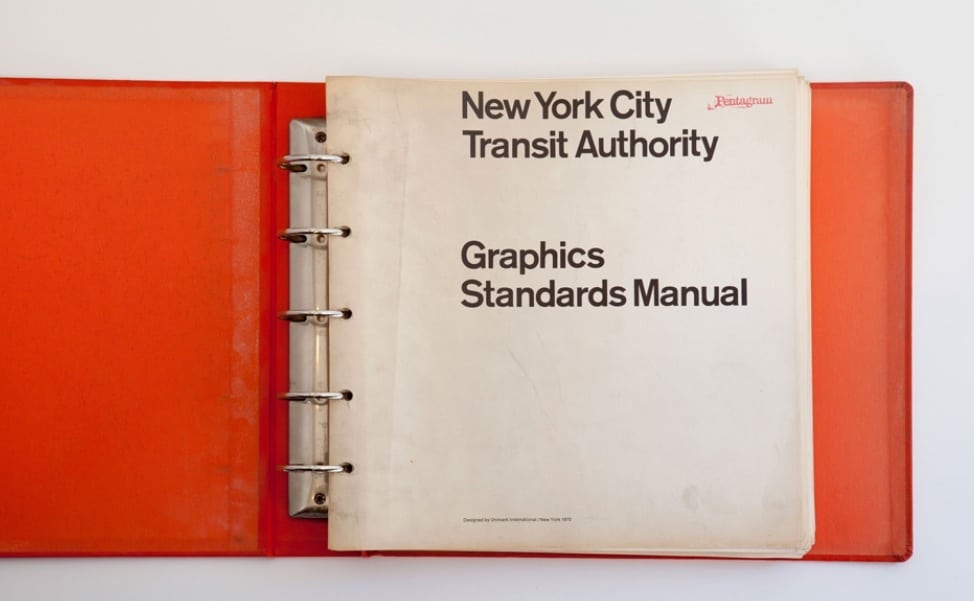 New York City
Transit Authority
Pentagram
Graphics
Standards Manual
Designed by Unimark International / New York 1970